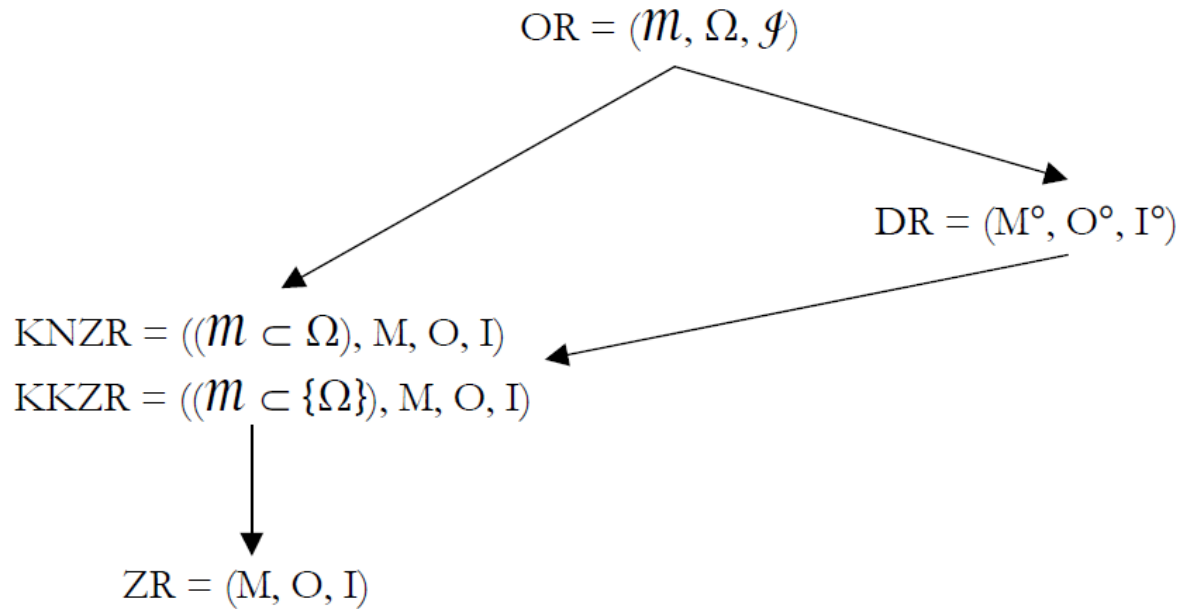 OR = (𝓂, Ω, 𝒥)
DR = (M°, O°, I°)
KNZR = ((𝓂 ⊂ Ω), M, O, I)
KKZR = ((𝓂 ⊂ {Ω}), M, O, I)
ZR = (M, O, I)